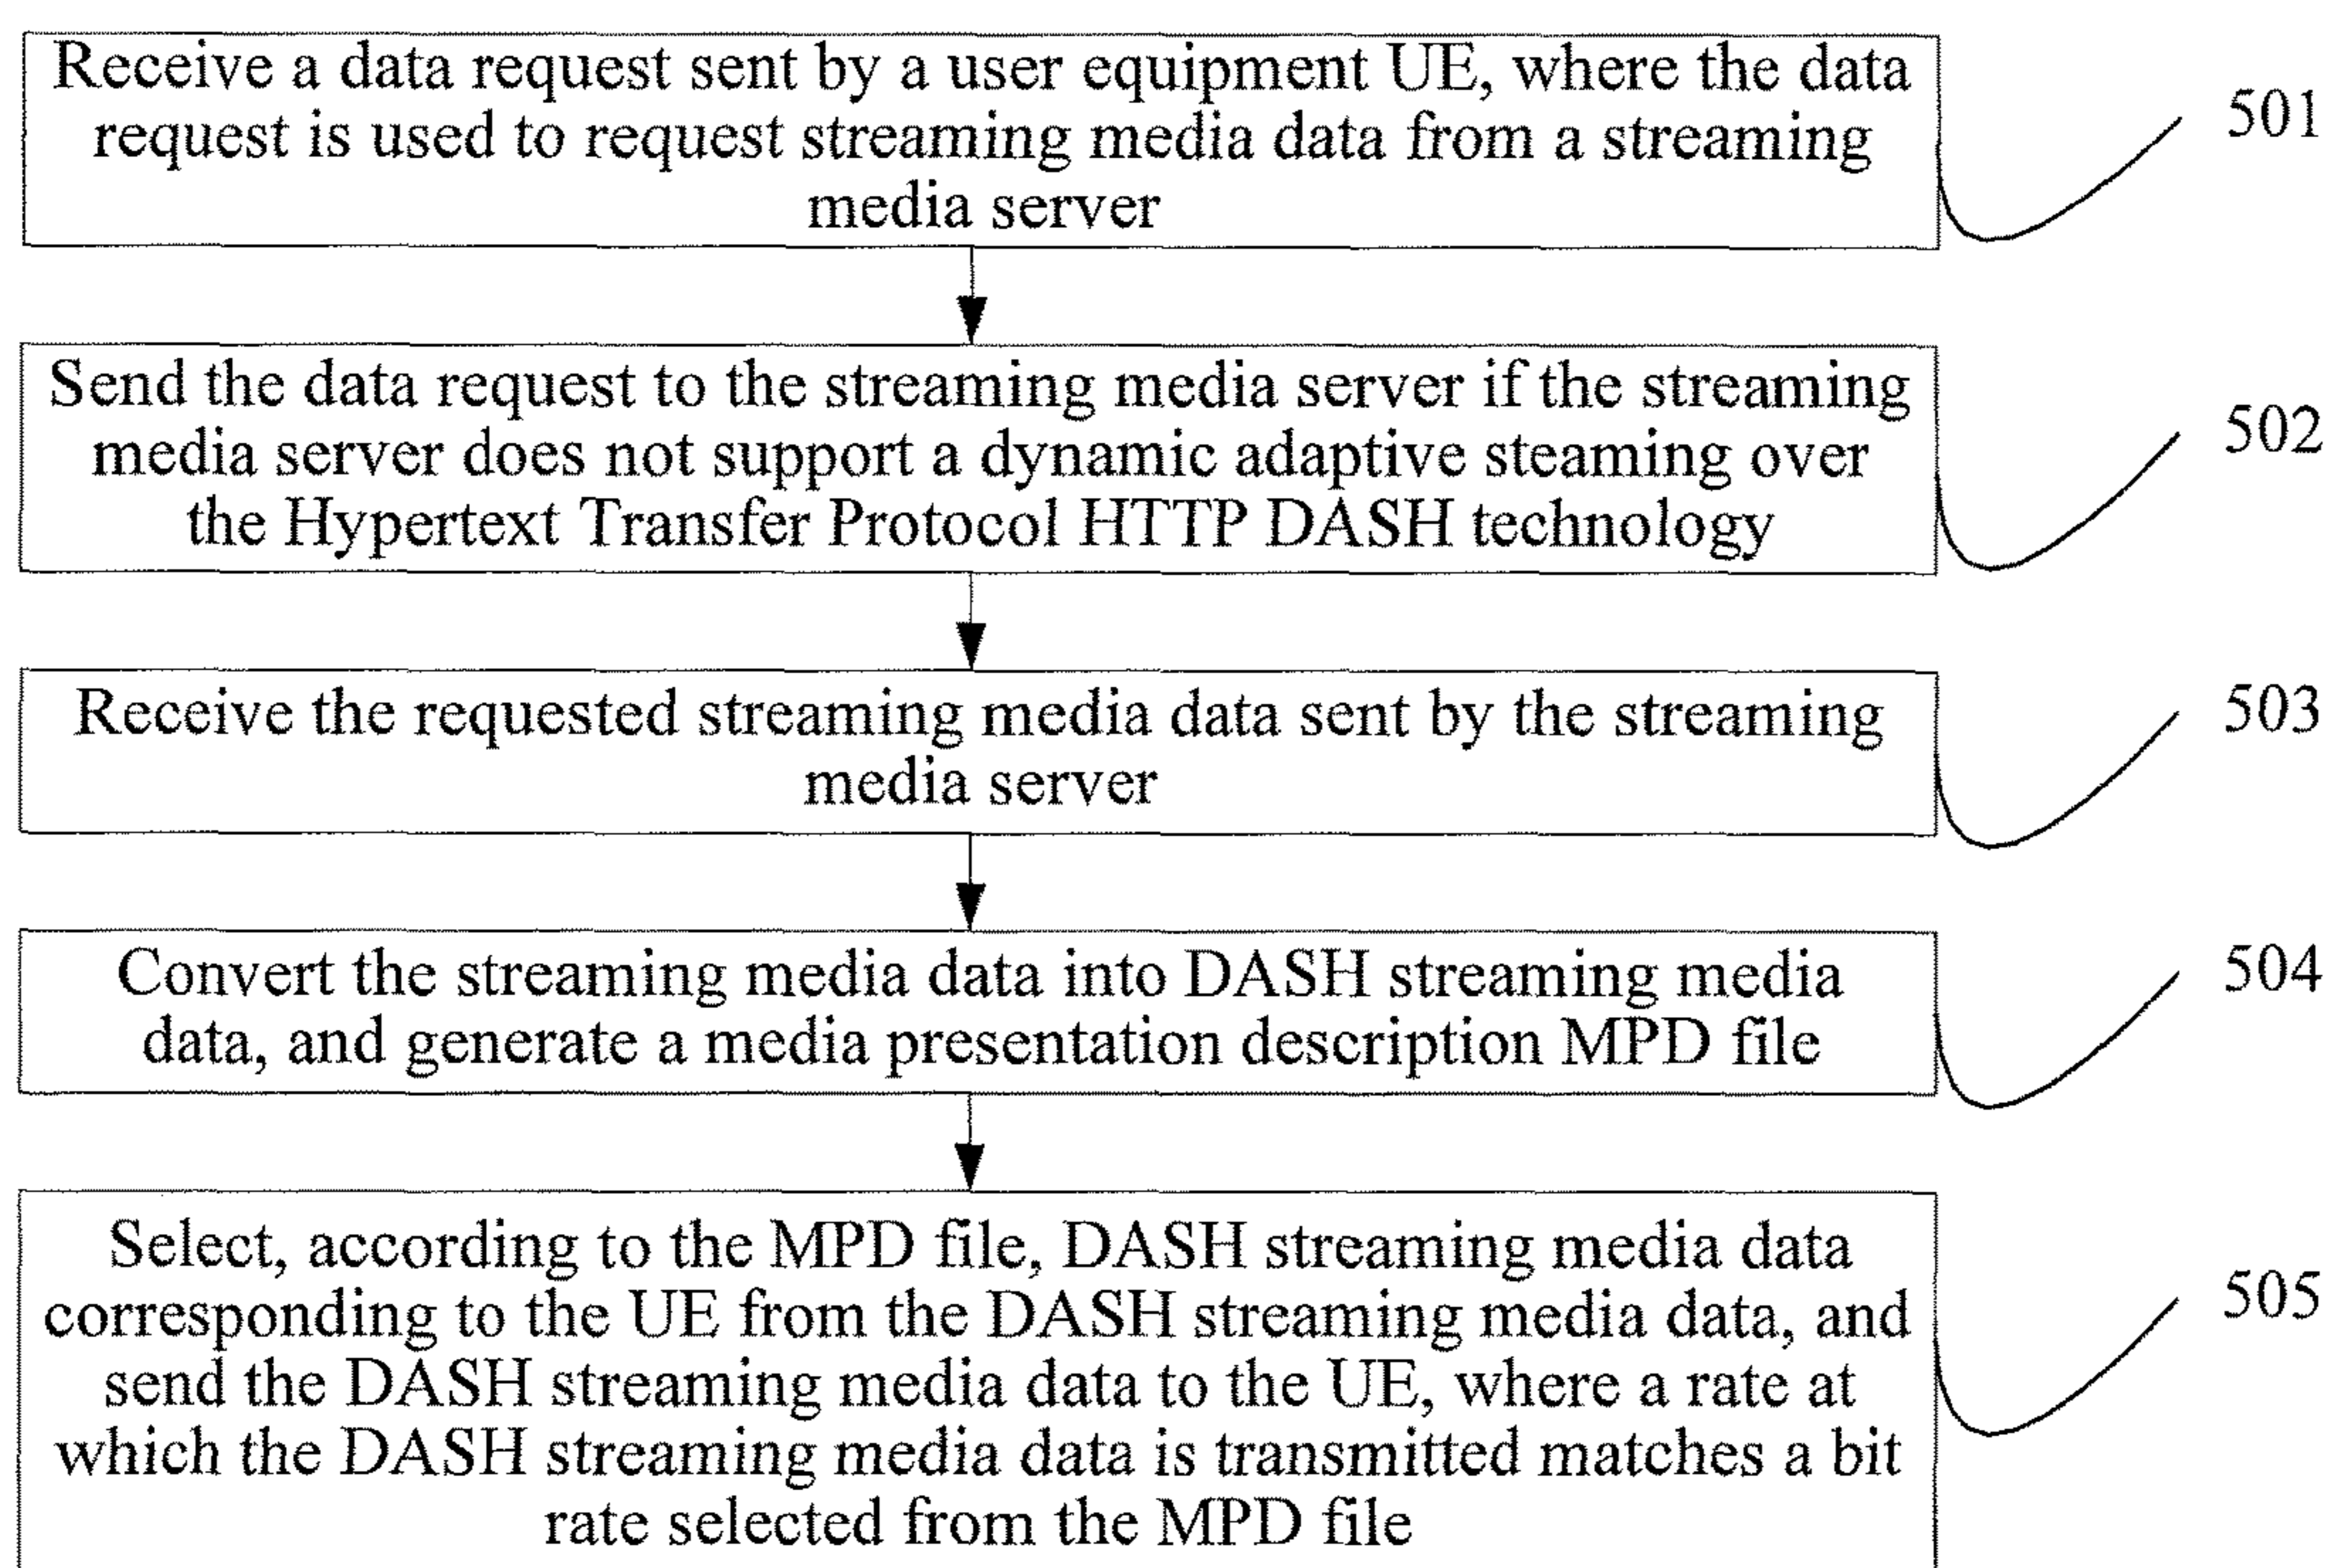 Receive a data request sent by a user equipment UE, where the data
request is used to request streaming media data from a streaming
media server
501
Send the data request to the streaming media server if the streaming
media server does not support a dynamic adaptive steaming over
the Hypertext Transfer Protocol HTTP DASH technology
502
Receive the requested streaming media data sent by the streaming
media server
503
Convert the streaming media data into DASH streaming media
data, and generate a media presentation description MPD file
504
Select, according to the MPD file, DASH streaming media data
corresponding to the UE from the DASH streaming media data, and
send the DASH streaming media data to the UE, where a rate at
which the DASH streaming media data is transmitted matches a bit
rate selected from the MPD file
505